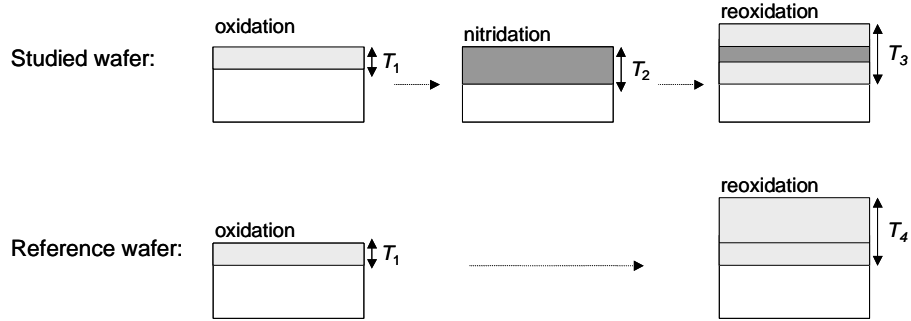 oxidation
nitridation
reoxidation
Studied wafer:
T1
T2
T3
reoxidation
oxidation
Reference wafer:
T1
T4